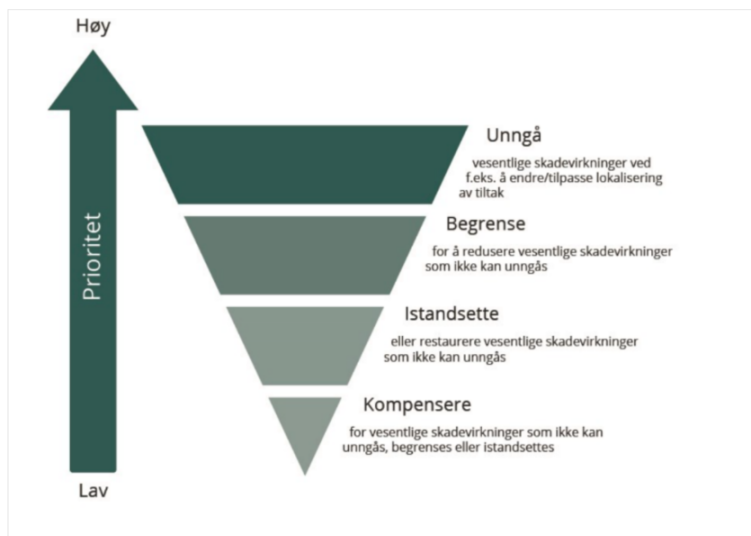 Høy
Prioritet
Unngå
vesentlige skadevirkninger ved
f.eks. å endre/tilpasse lokalisering
av tiltak
Begrense
for å redusere vesentlige skadevirkninger
som ikke kan unngås
Istandsette
eller restaurere vesentlige skadevirkninger
som ikke kan unngås
Kompensere
for vesentlige skadevirkninger som ikke kan
unngås, begrenses eller istandsettes
Lav